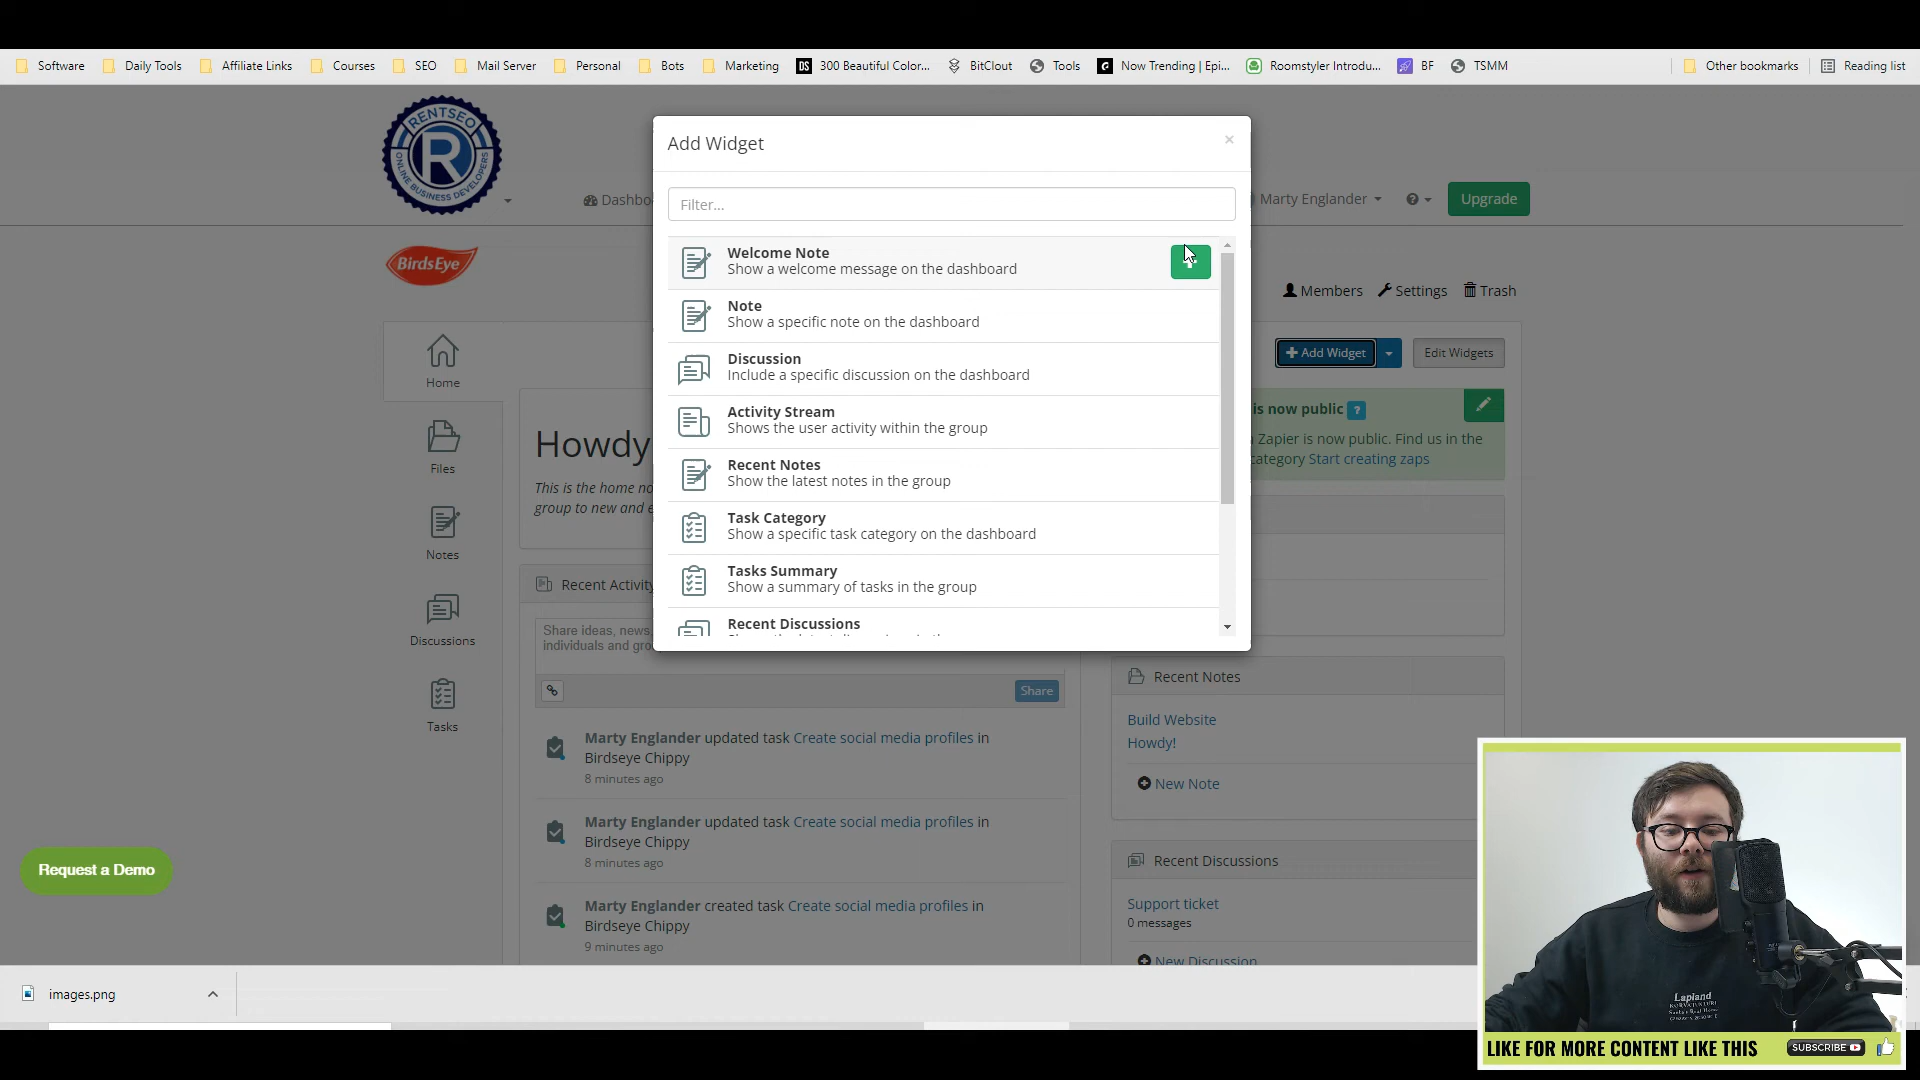 Software
Daily Tools
Affiliate Links
Courses
SEO
Mail Server
Personal
Bots
Marketing
DS
300 Beautiful Color...
BitClout
Tools
Now Trending | Epi...
Roomstyler Introdu...
BF
TSMM
Other bookmarks
Reading list
RENTSEO
R
ONLINE BUSINESS DEVELOPERS
Dashbo
Marty Englander
Upgrade
BirdsEye
Members
Settings
Trash
Add Widget
×
Filter...
Welcome Note
Show a welcome message on the dashboard
Note
Show a specific note on the dashboard
Discussion
Include a specific discussion on the dashboard
Activity Stream
Shows the user activity within the group
Recent Notes
Show the latest notes in the group
Task Category
Show a specific task category on the dashboard
Tasks Summary
Show a summary of tasks in the group
Recent Discussions
Home
Files
Notes
Discussions
Tasks
+ Add Widget
Edit Widgets
is now public ?
Zapier is now public. Find us in the
category Start creating zaps
Howdy
This is the home no
group to new and e
Recent Activity
Share ideas, news,
individuals and gro
Share
Marty Englander updated task Create social media profiles in
Birdseye Chippy
8 minutes ago
Marty Englander updated task Create social media profiles in
Birdseye Chippy
8 minutes ago
Marty Englander created task Create social media profiles in
Birdseye Chippy
9 minutes ago
Recent Notes
Build Website
Howdy!
New Note
Recent Discussions
Support ticket
0 messages
New Discussion
Request a Demo
images.png
Lapland
LIKE FOR MORE CONTENT LIKE THIS
SUBSCRIBE